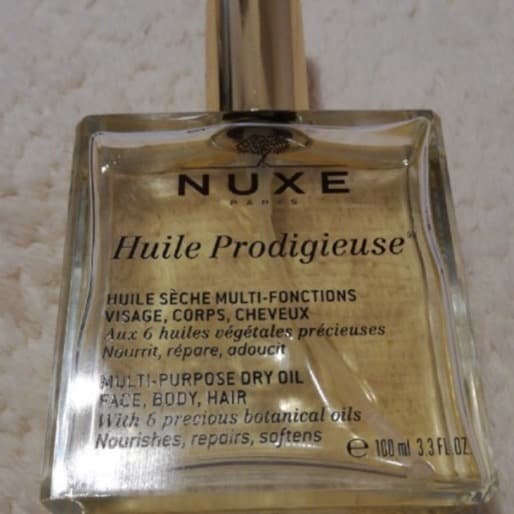 NUXE
PARIS
Huile Prodigieuse
HUILE SÈCHE MULTI-FONCTIONS
VISAGE, CORPS, CHEVEUX
Aux 6 huiles végétales précieuses
Nourrit, répare, adoucit
MULTI-PURPOSE DRY OIL
FACE, BODY, HAIR
With 6 precious botanical oils
Nourishes, repairs, softens
℮ 100 ml 3.3 FL.OZ.